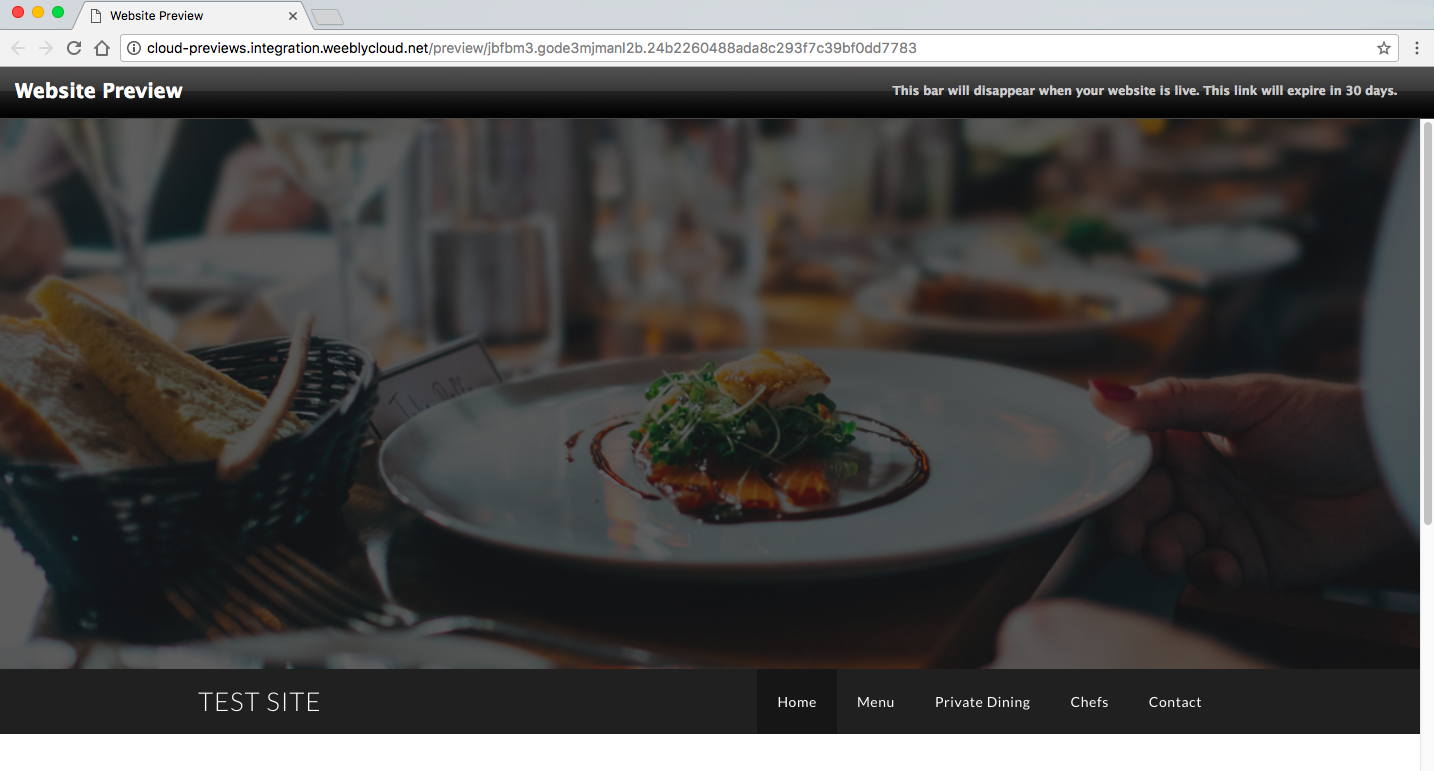 Website Preview
cloud-previews.integration.weeblycloud.net/preview/jbfbm3.gode3mjmanl2b.24b2260488ada8c293f7c39bf0dd7783
Website Preview
This bar will disappear when your website is live. This link will expire in 30 days.
TEST SITE
Home
Menu
Private Dining
Chefs
Contact